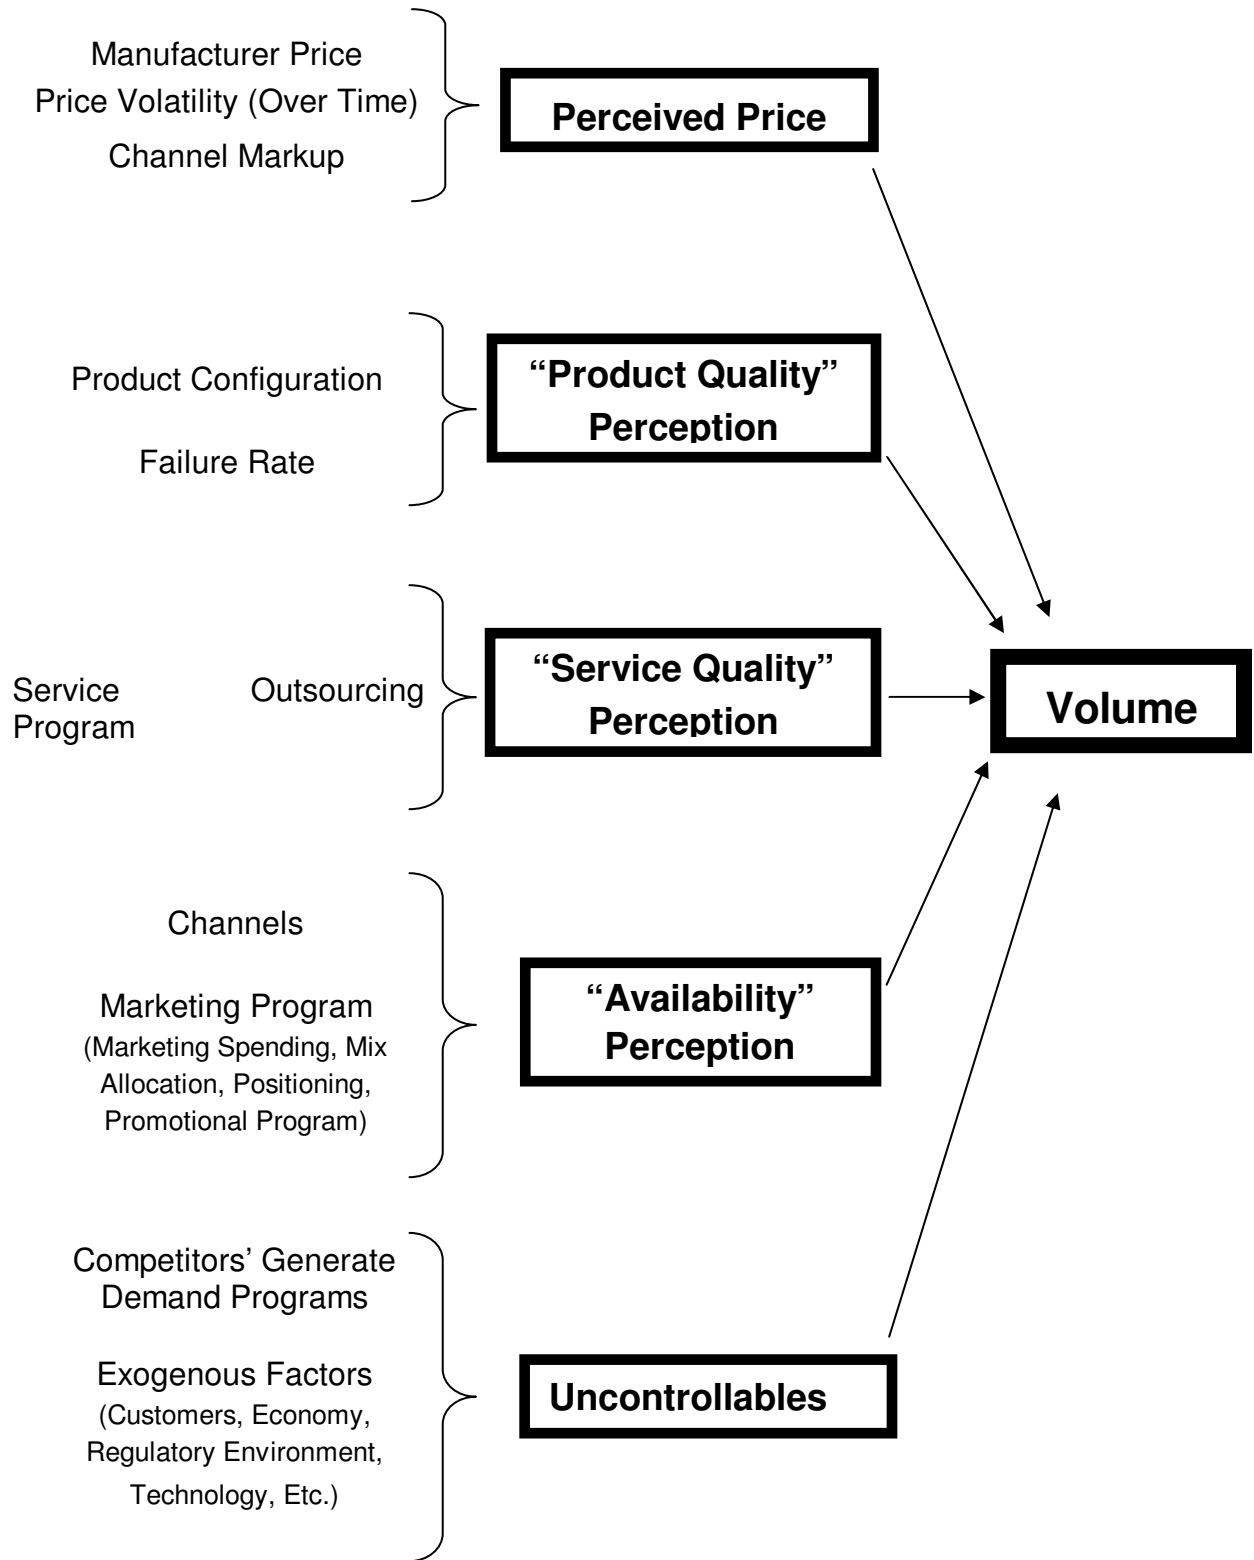 Manufacturer Price
Price Volatility (Over Time)
Channel Markup
Perceived Price
Product Configuration
Failure Rate
“Product Quality”
Perception
Service
Program
Outsourcing
“Service Quality”
Perception
Volume
Channels
Marketing Program
(Marketing Spending, Mix
Allocation, Positioning,
Promotional Program)
“Availability”
Perception
Competitors’ Generate
Demand Programs
Exogenous Factors
(Customers, Economy,
Regulatory Environment,
Technology, Etc.)
Uncontrollables